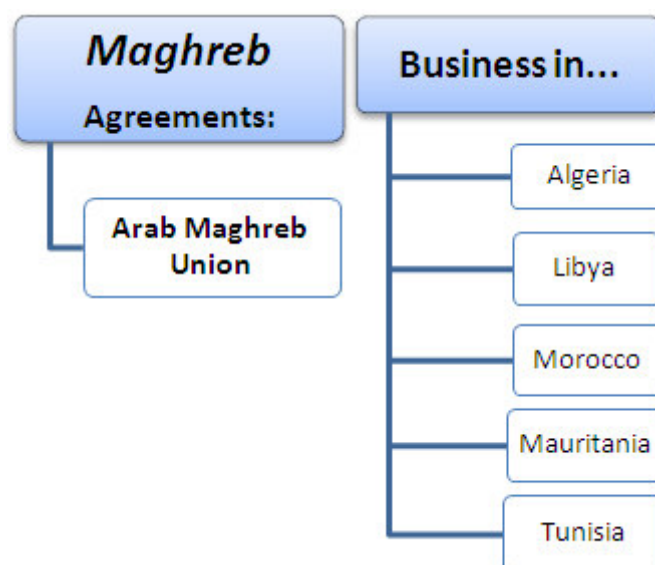 Maghreb
Agreements:
Arab Maghreb
Union
Business in...
Algeria
Libya
Morocco
Mauritania
Tunisia